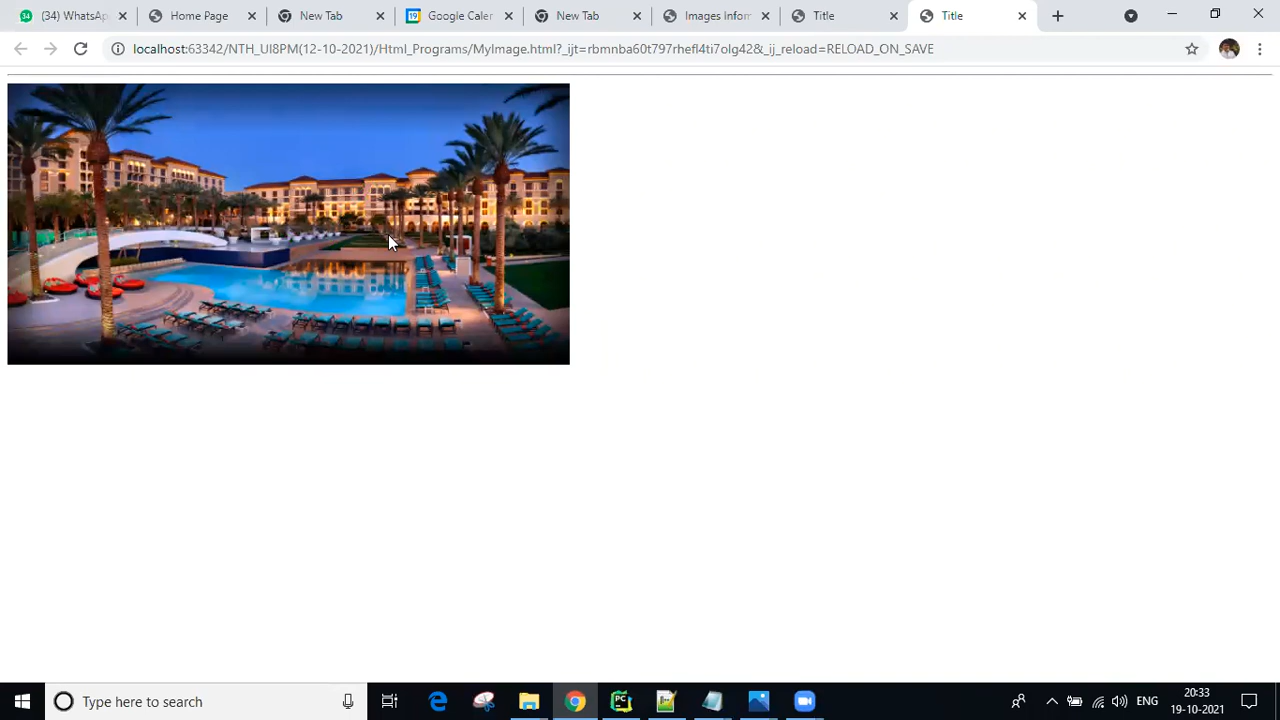 (34) WhatsAp
Home Page
New Tab
Google Caler
New Tab
Images Infor
Title
Title
localhost:63342/NTH_UI8PM(12-10-2021)/Html_Programs/MyImage.html?_ijt=rbmnba60t797rhefl4ti7olg42&_ij_reload=RELOAD_ON_SAVE
Type here to search
ENG
20:33
19-10-2021